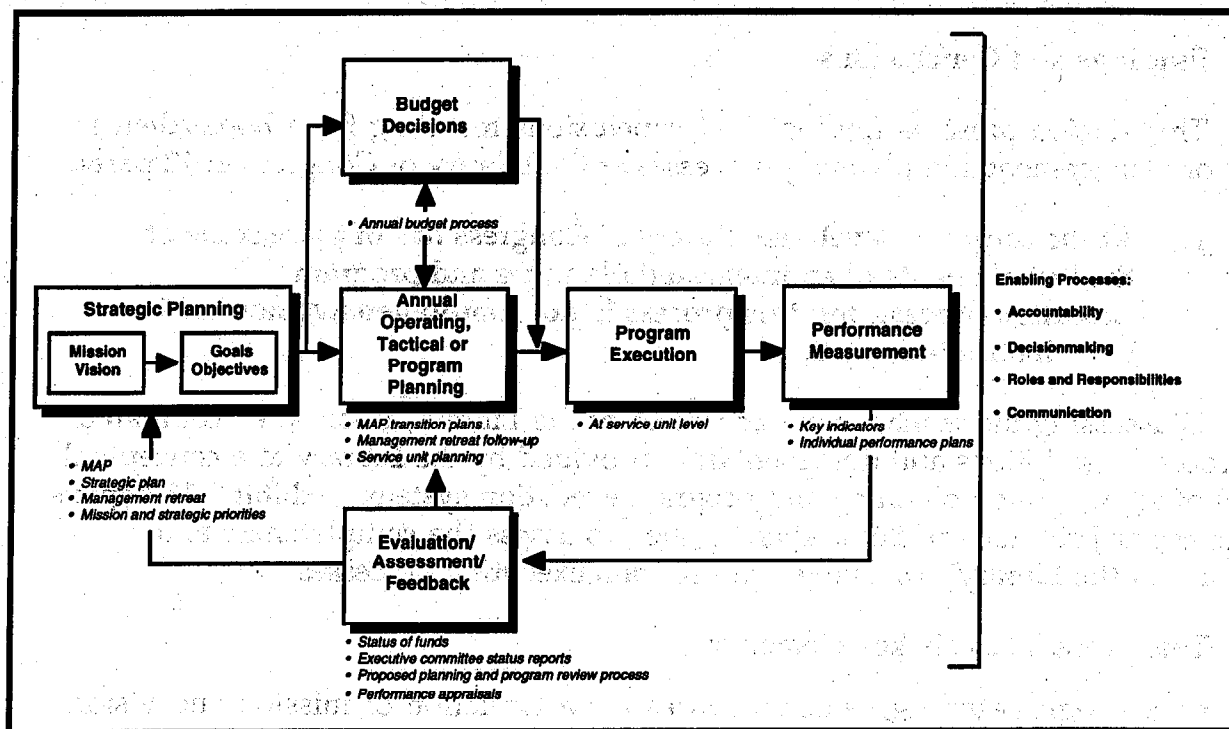 Budget
Decisions
• Annual budget process
Strategic Planning
Mission
Vision
Goals
Objectives
Annual
Operating,
Tactical or
Program
Planning
Program
Execution
Performance
Measurement
• MAP transition plans
• Management retreat follow-up
• Service unit planning
• At service unit level
• Key indicators
• Individual performance plans
• MAP
• Strategic plan
• Management retreat
• Mission and strategic priorities
Evaluation/
Assessment/
Feedback
• Status of funds
• Executive committee status reports
• Proposed planning and program review process
• Performance appraisals
Enabling Processes:
• Accountability
• Decisionmaking
• Roles and Responsibilities
• Communication